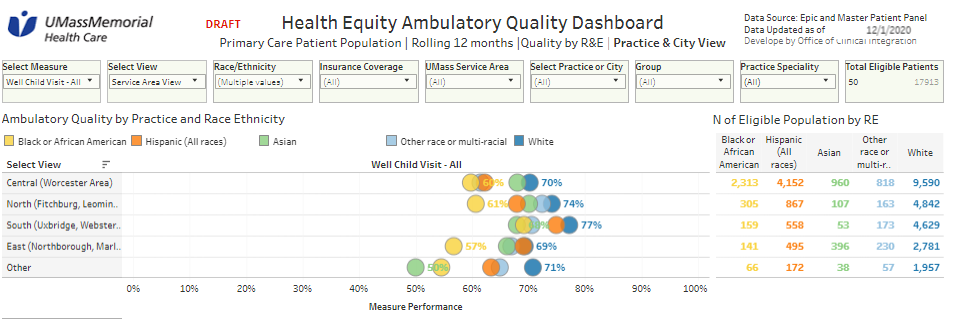 UMassMemorial
Health Care
DRAFT
Health Equity Ambulatory Quality Dashboard
Primary Care Patient Population | Rolling 12 months |Quality by R&E | Practice & City View
Data Source: Epic and Master Patient Panel
Data Updated as of 12/1/2020
Develope by Office of Clinical Integration
Select Measure Select View Race/Ethnicity Insurance Coverage UMass Service Area Select Practice or City Group Practice Speciality Total Eligible Patients
Well Child Visit - All Service Area View (Multiple values) (All) (All) (All) (All) (All) 50 17913
Ambulatory Quality by Practice and Race Ethnicity
Black or African American Hispanic (All races) Asian Other race or multi-racial White
Select View Well Child Visit - All
Central (Worcester Area) 60% 70%
North (Fitchburg, Leomin.. 61% 74%
South (Uxbridge, Webster.. 77%
East (Northborough, Marl.. 57% 69%
Other 50% 71%
0% 10% 20% 30% 40% 50% 60% 70% 80% 90% 100%
Measure Performance
N of Eligible Population by RE
Black or Hispanic Other
African (All Asian race or White
American races) multi-r..
2,313 4,152 960 818 9,590
305 867 107 163 4,842
159 558 53 173 4,629
141 495 396 230 2,781
66 172 38 57 1,957